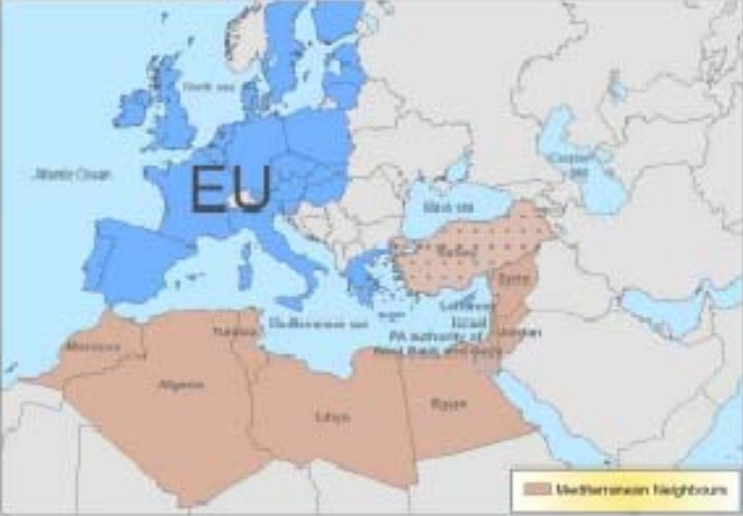 North sea
Atlantic Ocean
EU
Caspian sea
Black sea
Turkey
Syria
Lebanon
Mediterranean sea
Israel
Tunisia
PA authority of
Jordan
West Bank and Gaza
Morocco
Algeria
Libya
Egypt
Mediterranean Neighbours